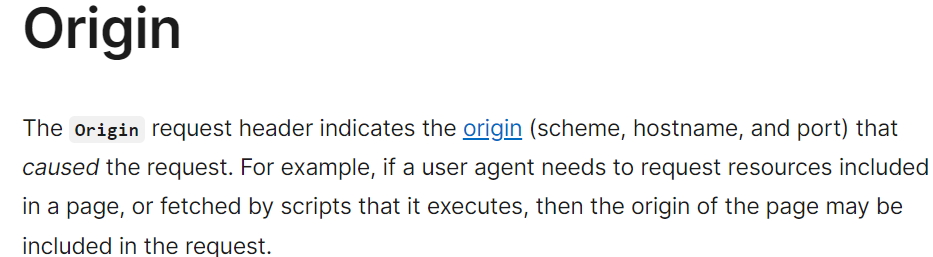 Origin
The Origin request header indicates the origin (scheme, hostname, and port) that
caused the request. For example, if a user agent needs to request resources included
in a page, or fetched by scripts that it executes, then the origin of the page may be
included in the request.